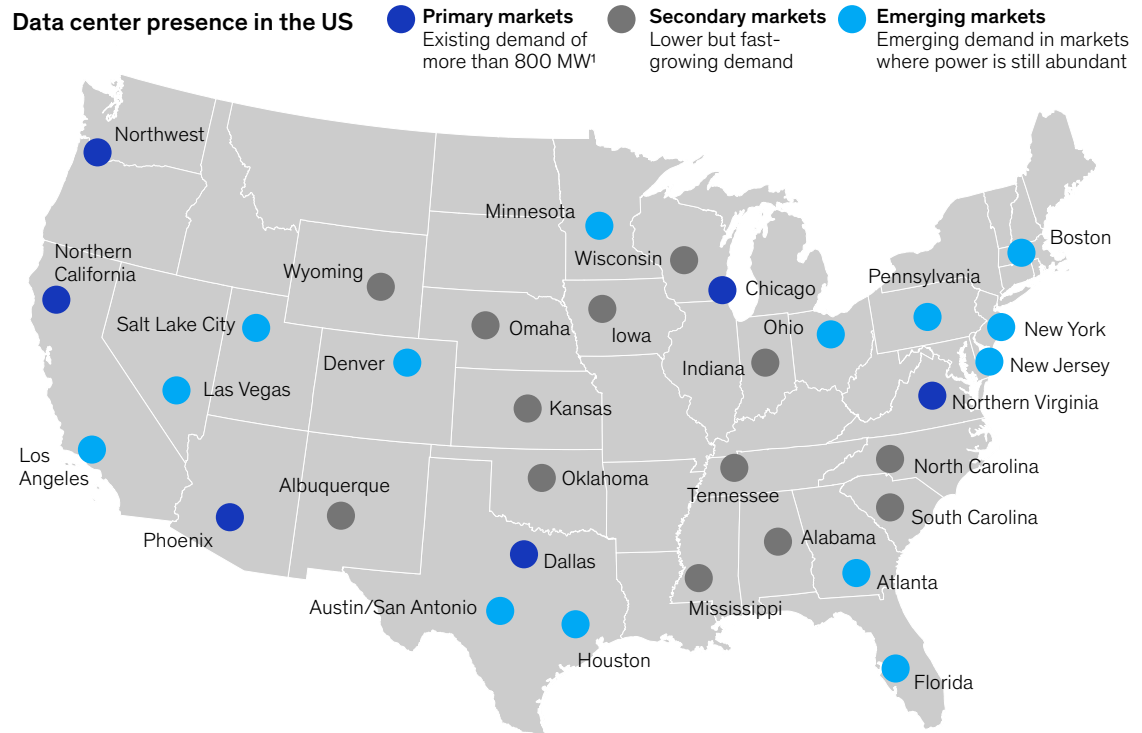 Data center presence in the US
Primary markets
Existing demand of
more than 800 MW¹
Secondary markets
Lower but fast-
growing demand
Emerging markets
Emerging demand in markets
where power is still abundant
Northwest
Northern
California
Salt Lake City
Las Vegas
Los
Angeles
Phoenix
Wyoming
Denver
Albuquerque
Minnesota
Wisconsin
Omaha
Iowa
Kansas
Oklahoma
Dallas
Austin/San Antonio
Houston
Chicago
Indiana
Ohio
Pennsylvania
Boston
New York
New Jersey
Northern Virginia
North Carolina
South Carolina
Tennessee
Alabama
Mississippi
Atlanta
Florida